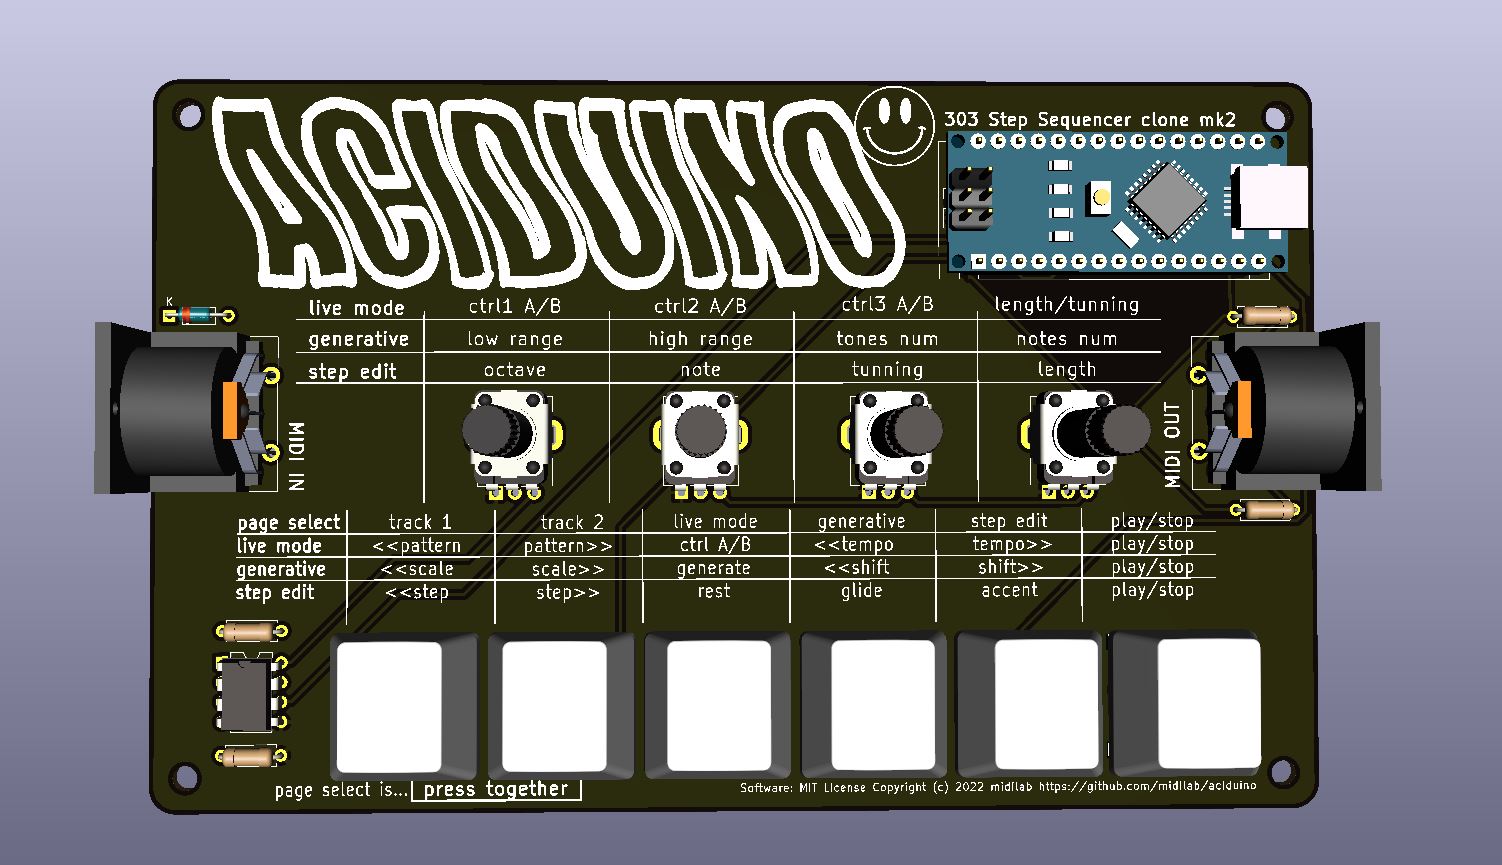 ACIDUINO
303 Step Sequencer clone mk2
K
live mode ctrl1 A/B ctrl2 A/B ctrl3 A/B length/tunning
generative low range high range tones num notes num
step edit octave note tunning length
MIDI IN
MIDI OUT
page select track 1 track 2 live mode generative step edit play/stop
live mode <<pattern pattern>> ctrl A/B <<tempo tempo>> play/stop
generative <<scale scale>> generate <<shift shift>> play/stop
step edit <<step step>> rest glide accent play/stop
page select is... press together
Software: MIT License Copyright (c) 2022 midilab https://github.com/midilab/aciduino